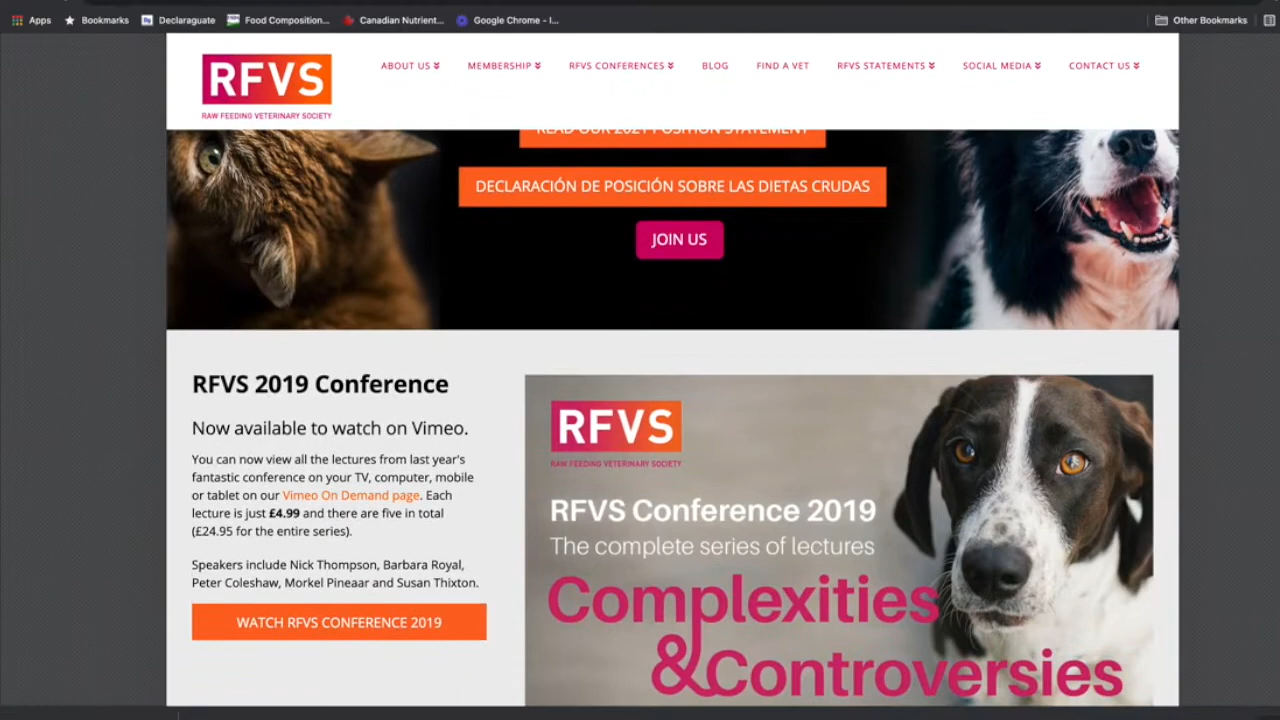 Apps
Bookmarks
Declaraguate
Food Composition...
Canadian Nutrient...
Google Chrome – I...
Other Bookmarks
RFVS
RAW FEEDING VETERINARY SOCIETY
ABOUT US
MEMBERSHIP
RFVS CONFERENCES
BLOG
FIND A VET
RFVS STATEMENTS
SOCIAL MEDIA
CONTACT US
READ OUR 2021 POSITION STATEMENT
DECLARACIÓN DE POSICIÓN SOBRE LAS DIETAS CRUDAS
JOIN US
RFVS 2019 Conference
Now available to watch on Vimeo.
You can now view all the lectures from last year's
fantastic conference on your TV, computer, mobile
or tablet on our Vimeo On Demand page. Each
lecture is just £4.99 and there are five in total
(£24.95 for the entire series).
Speakers include Nick Thompson, Barbara Royal,
Peter Coleshaw, Morkel Pineaar and Susan Thixton.
WATCH RFVS CONFERENCE 2019
RFVS
RAW FEEDING VETERINARY SOCIETY
RFVS Conference 2019
The complete series of lectures
Complexities
&Controversies